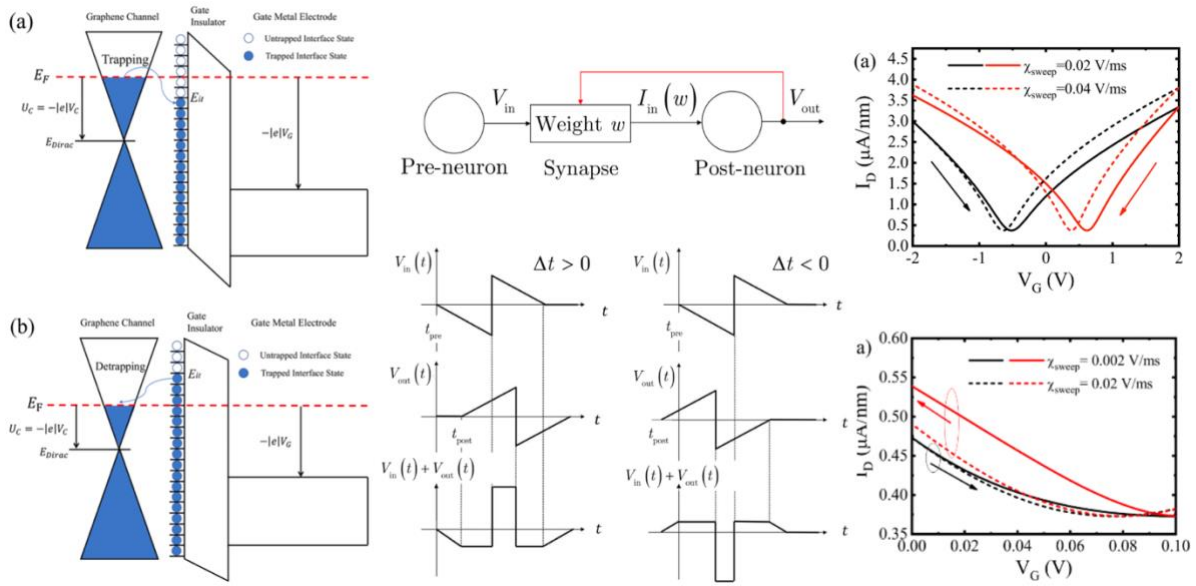 (a)
Graphene Channel
Gate
Insulator
Gate Metal Electrode
Untrapped Interface State
Trapped Interface State
Trapping
E_F
E_it
U_C = −|e|V_C
E_Dirac
−|e|V_G
(b)
Graphene Channel
Gate
Insulator
Gate Metal Electrode
Untrapped Interface State
Trapped Interface State
Detrapping
E_it
E_F
U_C = −|e|V_C
E_Dirac
−|e|V_G
V_in
I_in (w)
V_out
Weight w
Pre-neuron
Synapse
Post-neuron
V_in(t)
Δt > 0
t
t_pre
V_out(t)
t
t_post
V_in(t) + V_out(t)
t
V_in(t)
Δt < 0
t
t_pre
V_out(t)
t
t_post
V_in(t) + V_out(t)
t
(a)
χ_sweep=0.02 V/ms
χ_sweep=0.04 V/ms
I_D (µA/nm)
4.5
4.0
3.5
3.0
2.5
2.0
1.5
1.0
0.5
0.0
-2 -1 0 1 2
V_G (V)
a)
χ_sweep= 0.002 V/ms
χ_sweep= 0.02 V/ms
I_D (µA/nm)
0.60
0.55
0.50
0.45
0.40
0.35
0.00 0.02 0.04 0.06 0.08 0.10
V_G (V)